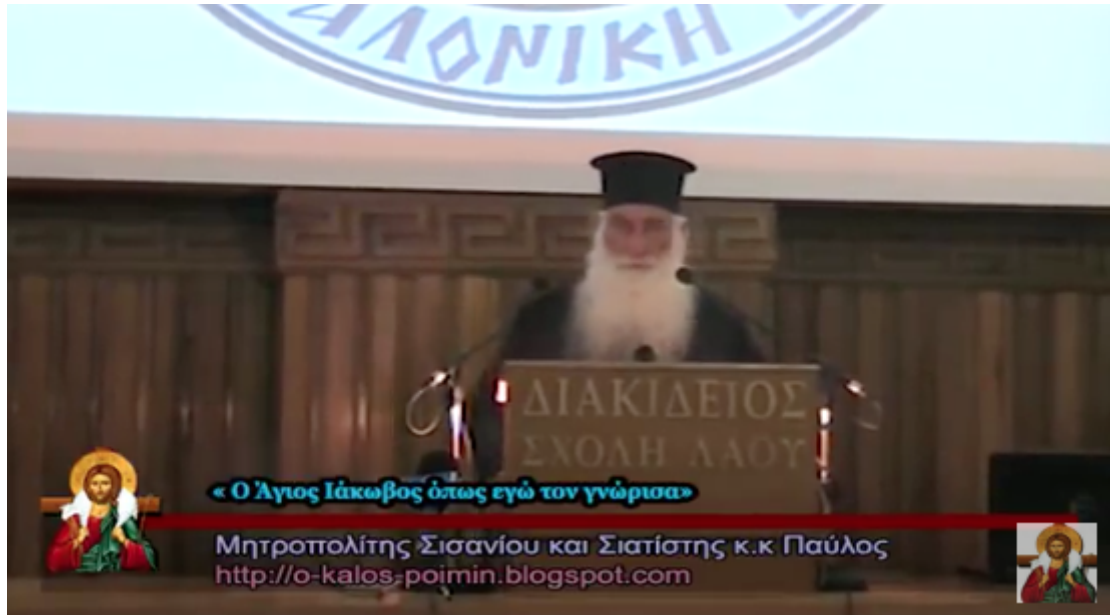 ΑΛΟΝΙΚΗ
ΔΙΑΚΙΔΕΙΟΣ
ΣΧΟΛΗ ΛΑΟΥ
« Ο Άγιος Ιάκωβος όπως εγώ τον γνώρισα»
Μητροπολίτης Σισανίου και Σιατίστης κ.κ Παύλος
http://o-kalos-poimin.blogspot.com